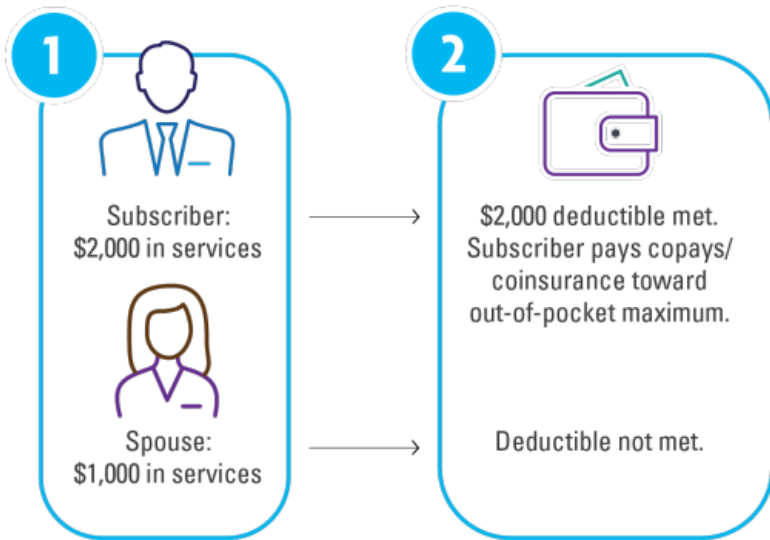 1
2
Subscriber:
$2,000 in services
$2,000 deductible met.
Subscriber pays copays/
coinsurance toward
out-of-pocket maximum.
Spouse:
$1,000 in services
Deductible not met.